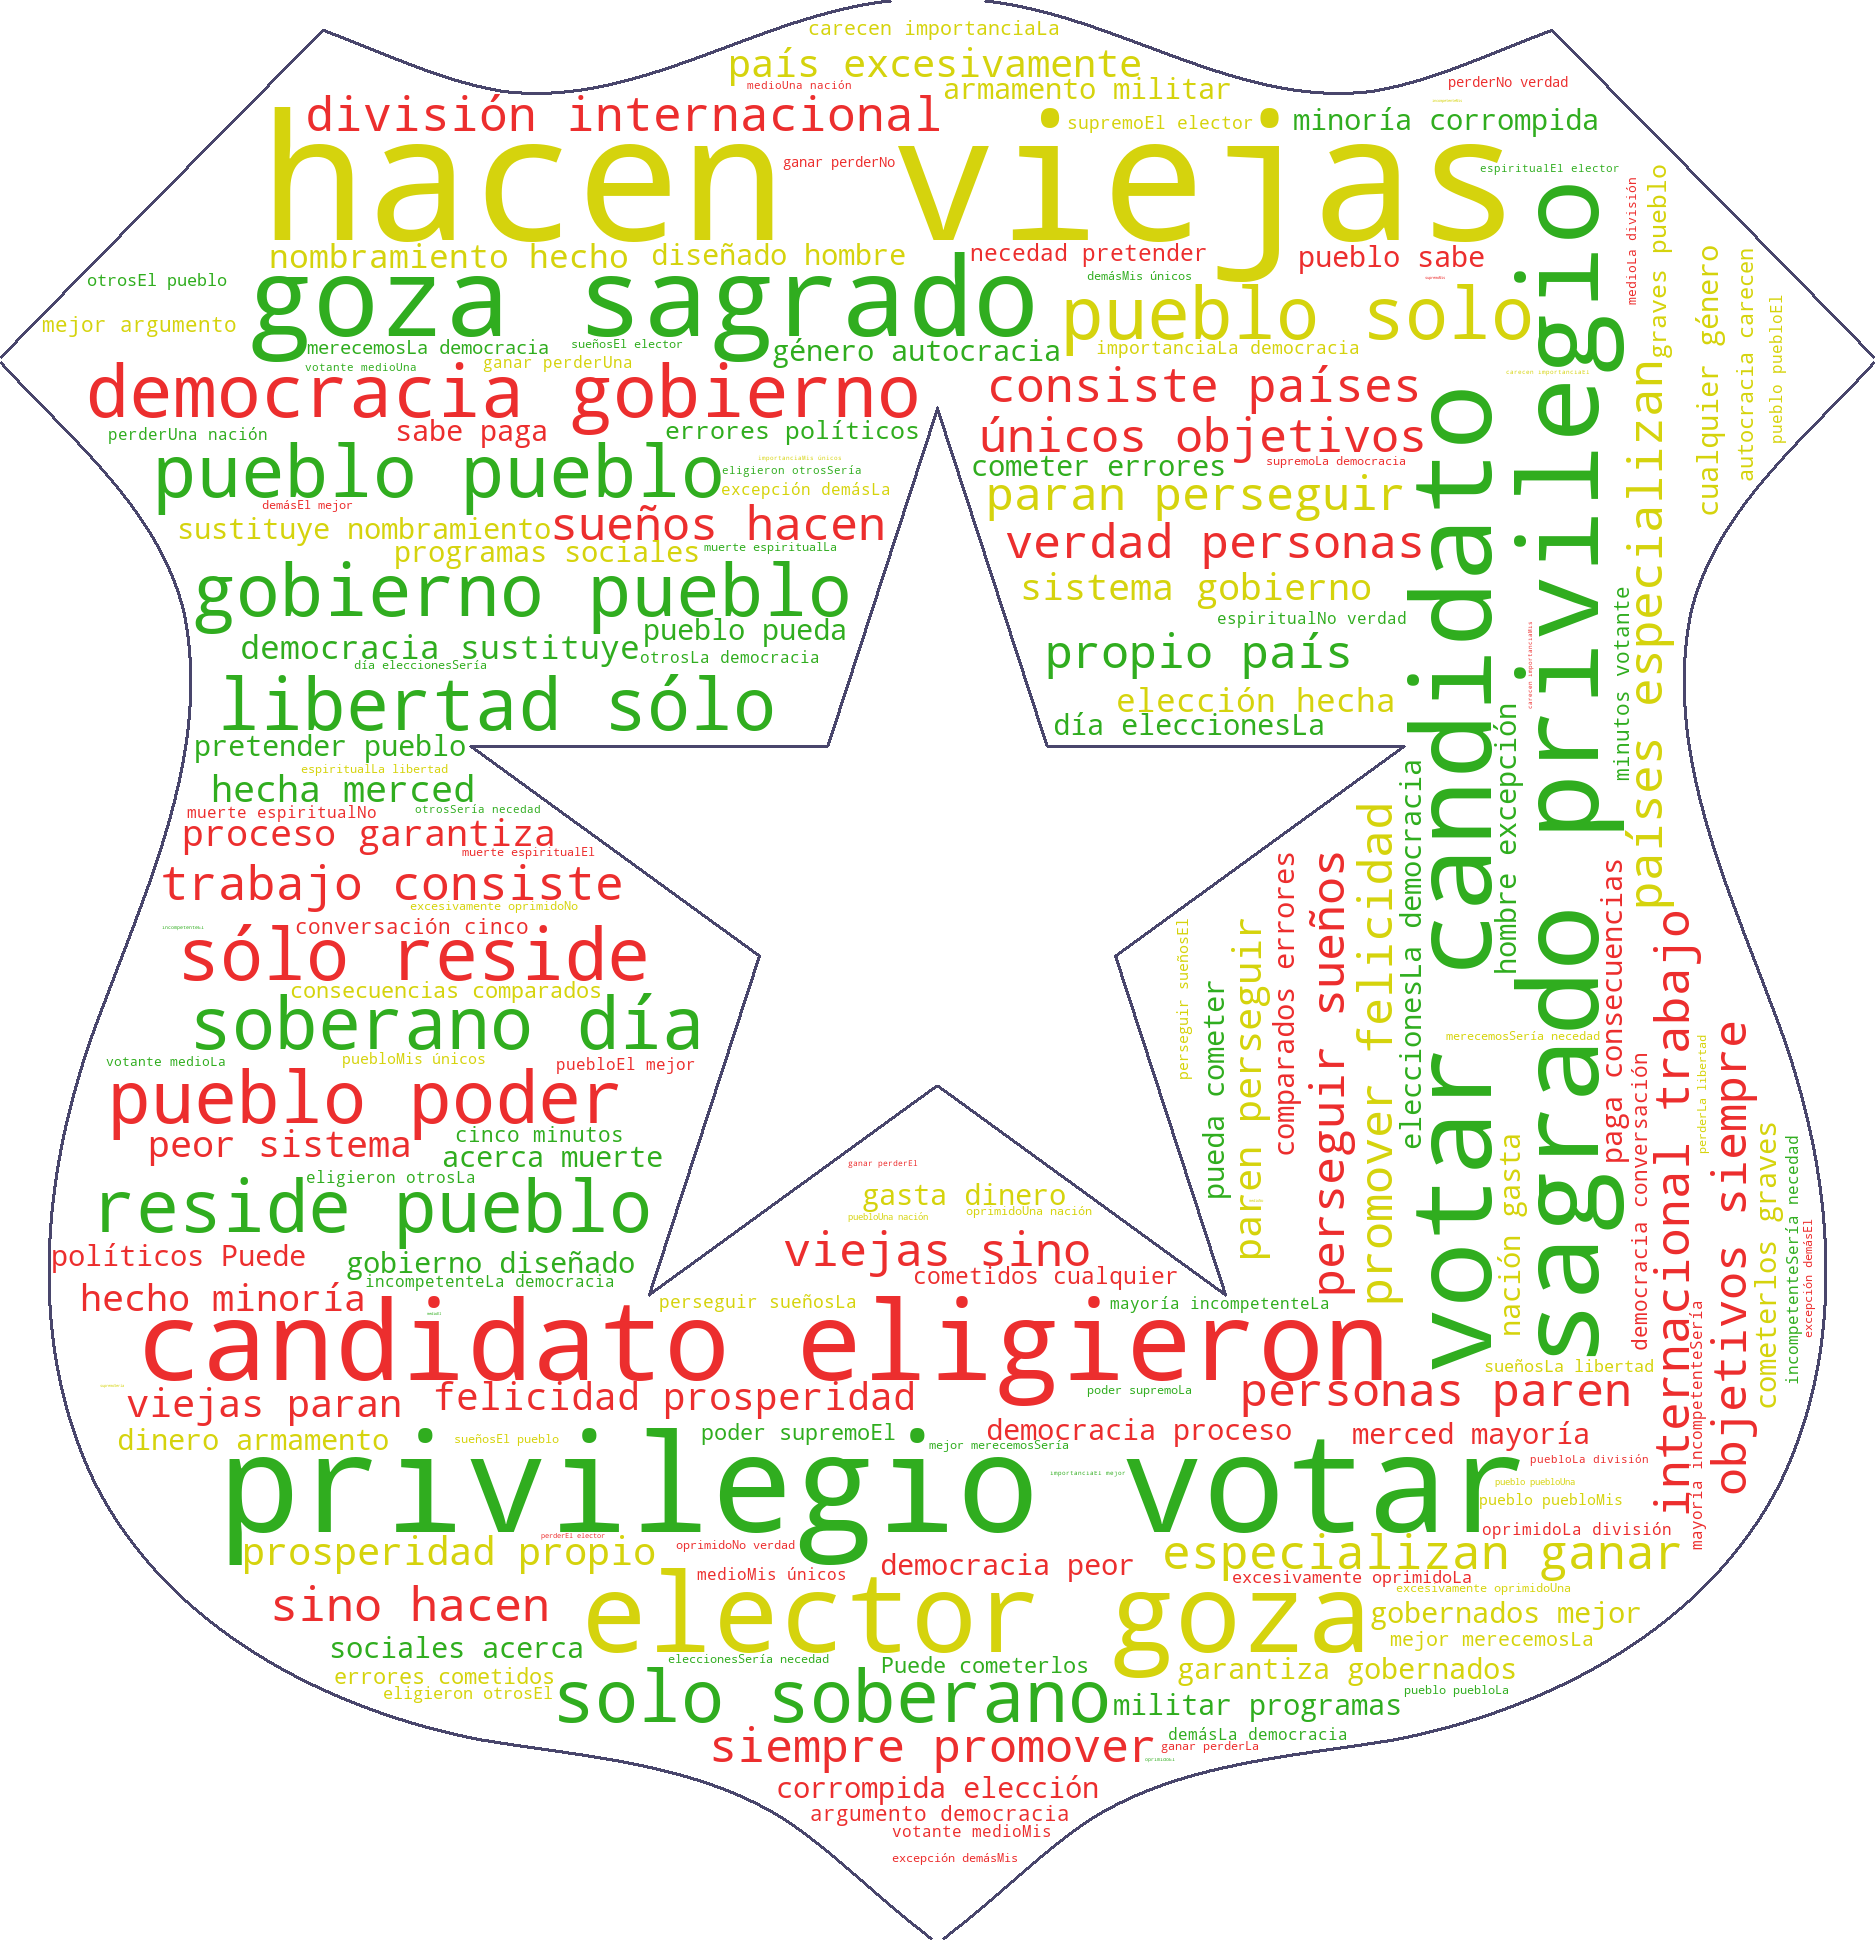 carecen importanciaLa
país excesivamente
medioUna nación
armamento militar
perderNo verdad
división internacional
supremoEl elector
minoría corrompida
hacen viejas
ganar perderNo
espiritualEl elector
nombramiento hecho
diseñado hombre
necedad pretender
pueblo sabe
otrosEl pueblo
goza sagrado
demásMis únicos
mejor argumento
pueblo solo
merecemosLa democracia
sueñosEl elector
género autocracia
importanciaLa democracia
votante medioUna
ganar perderUna
carecen importanciaEl
democracia gobierno
consiste países
perderUna nación
sabe paga
errores políticos
únicos objetivos
pueblo pueblo
importanciaMis únicos
eligieron otrosSería
cometer errores
supremoLa democracia
excepción demásLa
paran perseguir
demásEl mejor
sustituye nombramiento
sueños hacen
verdad personas
programas sociales
muerte espiritualLa
gobierno pueblo
sistema gobierno
pueblo pueda
espiritualNo verdad
democracia sustituye
otrosLa democracia
propio país
día eleccionesSería
libertad sólo
elección hecha
día eleccionesLa
pretender pueblo
espiritualLa libertad
hecha merced
muerte espiritualNo
otrosSería necedad
proceso garantiza
muerte espiritualEl
trabajo consiste
excesivamente oprimidoNo
incompetenteEl
conversación cinco
sólo reside
consecuencias comparados
soberano día
votante medioLa
puebloMis únicos
puebloEl mejor
pueblo poder
peor sistema
cinco minutos
acerca muerte
eligieron otrosLa
reside pueblo
políticos Puede
gobierno diseñado
incompetenteLa democracia
hecho minoría
ganar perderEl
gasta dinero
puebloUna nación
oprimidoUna nación
viejas sino
cometidos cualquier
perseguir sueñosLa
mayoría incompetenteLa
candidato eligieron
sueñosLa libertad
viejas paran
felicidad prosperidad
poder supremoLa
personas paren
dinero armamento
sueñosEl pueblo
poder supremoEl
democracia proceso
merced mayoría
mejor merecemosSería
privilegio votar
importanciaEl mejor
puebloLa división
pueblo puebloUna
pueblo puebloMis
oprimidoLa división
perderEl elector
prosperidad propio
oprimidoNo verdad
especializan ganar
medioMis únicos
democracia peor
excesivamente oprimidoLa
excesivamente oprimidoUna
sino hacen
elector goza
gobernados mejor
sociales acerca
mejor merecemosLa
eleccionesSería necedad
Puede cometerlos
garantiza gobernados
errores cometidos
eligieron otrosEl
solo soberano
militar programas
pueblo puebloLa
demásLa democracia
siempre promover
ganar perderLa
oprimidoEl
corrompida elección
argumento democracia
votante medioMis
excepción demásMis
perseguir sueñosEl
pueda cometer
paren perseguir
comparados errores
perseguir sueños
promover felicidad
eleccionesLa democracia
votar candidato
hombre excepción
nación gasta
carecen importanciaMis
sagrado privilegio
merecemosSería necedad
minutos votante
paga consecuencias
medioLa división
democracia conversación
países especializan
graves pueblo
internacional trabajo
mayoría incompetenteSería
perderLa libertad
cualquier género
objetivos siempre
autocracia carecen
cometerlos graves
pueblo puebloEl
incompetenteSería necedad
excepción demásEl